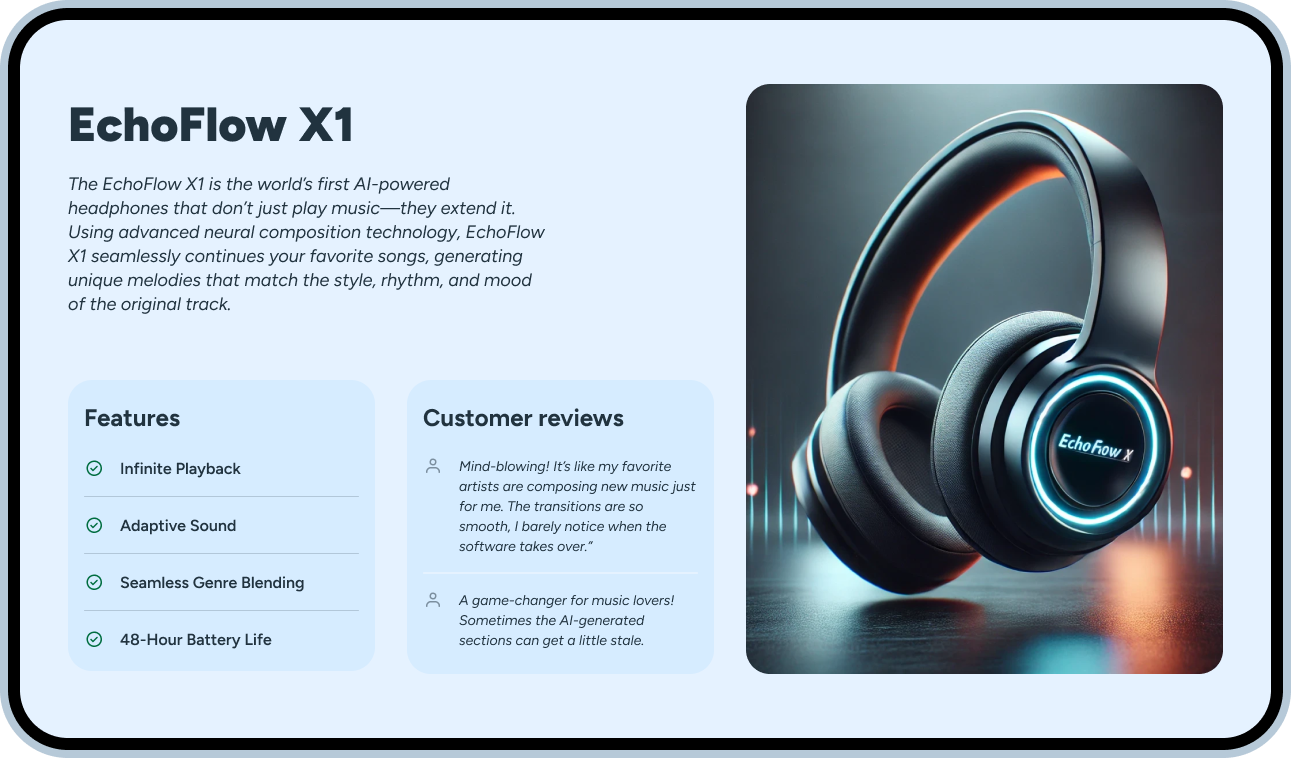 EchoFlow X1
The EchoFlow X1 is the world’s first AI-powered
headphones that don’t just play music—they extend it.
Using advanced neural composition technology, EchoFlow
X1 seamlessly continues your favorite songs, generating
unique melodies that match the style, rhythm, and mood
of the original track.
Features
Infinite Playback
Adaptive Sound
Seamless Genre Blending
48-Hour Battery Life
Customer reviews
Mind-blowing! It’s like my favorite
artists are composing new music just
for me. The transitions are so
smooth, I barely notice when the
software takes over.”
A game-changer for music lovers!
Sometimes the AI-generated
sections can get a little stale.
Echo Fiow X